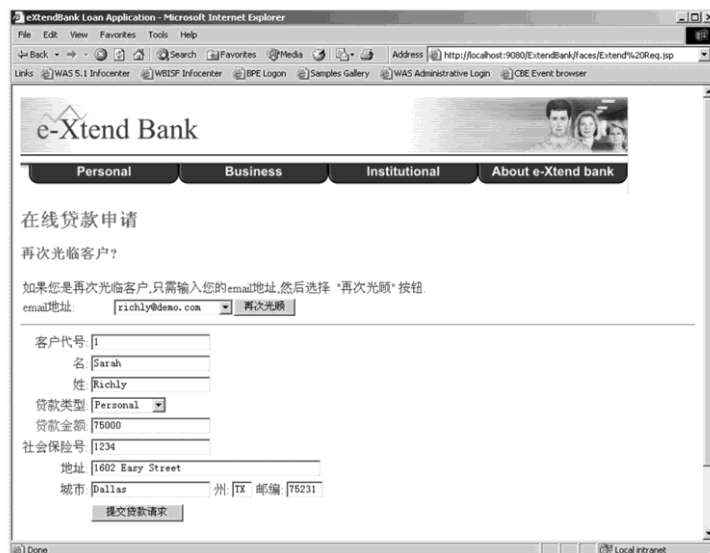 eXtendBank Loan Application - Microsoft Internet Explorer
File Edit View Favorites Tools Help
Back Search Favorites Media Address http://localhost:9080/ExtendBank/faces/Extend%20Req.jsp
Links WAS 5.1 Infocenter WBISF Infocenter BPE Logon Samples Gallery WAS Administrative Login CBE Event browser
e-Xtend Bank
Personal Business Institutional About e-Xtend bank
在线贷款申请
再次光临客户?
如果您是再次光临客户,只需输入您的email地址,然后选择 "再次光顾" 按钮.
email地址: richly@demo.com 再次光顾
客户代号: 1
名: Sarah
姓: Richly
贷款类型: Personal
贷款金额: 75000
社会保险号: 1234
地址: 1602 Easy Street
城市: Dallas 州: TX 邮编: 75231
提交贷款请求
Done Local intranet